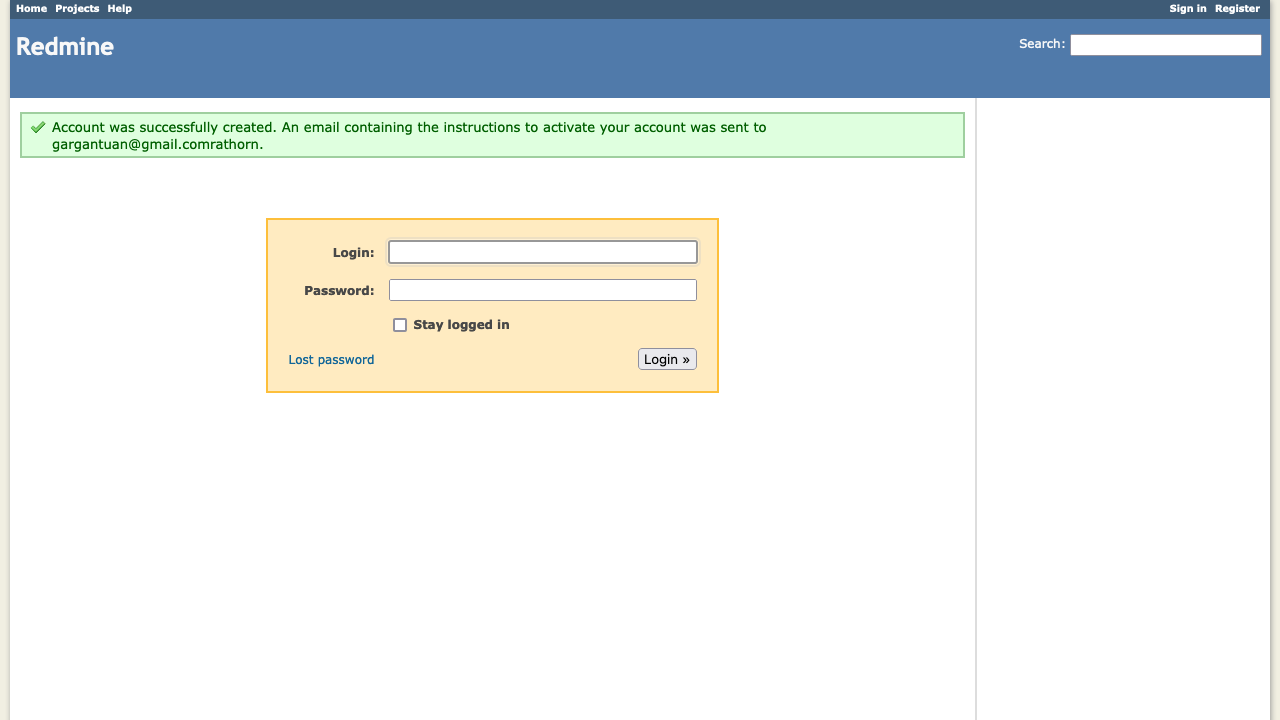 Home Projects Help Sign in Register
Redmine
Search:
Account was successfully created. An email containing the instructions to activate your account was sent to
gargantuan@gmail.comrathorn.
Login:
Password:
Stay logged in
Lost password
Login »